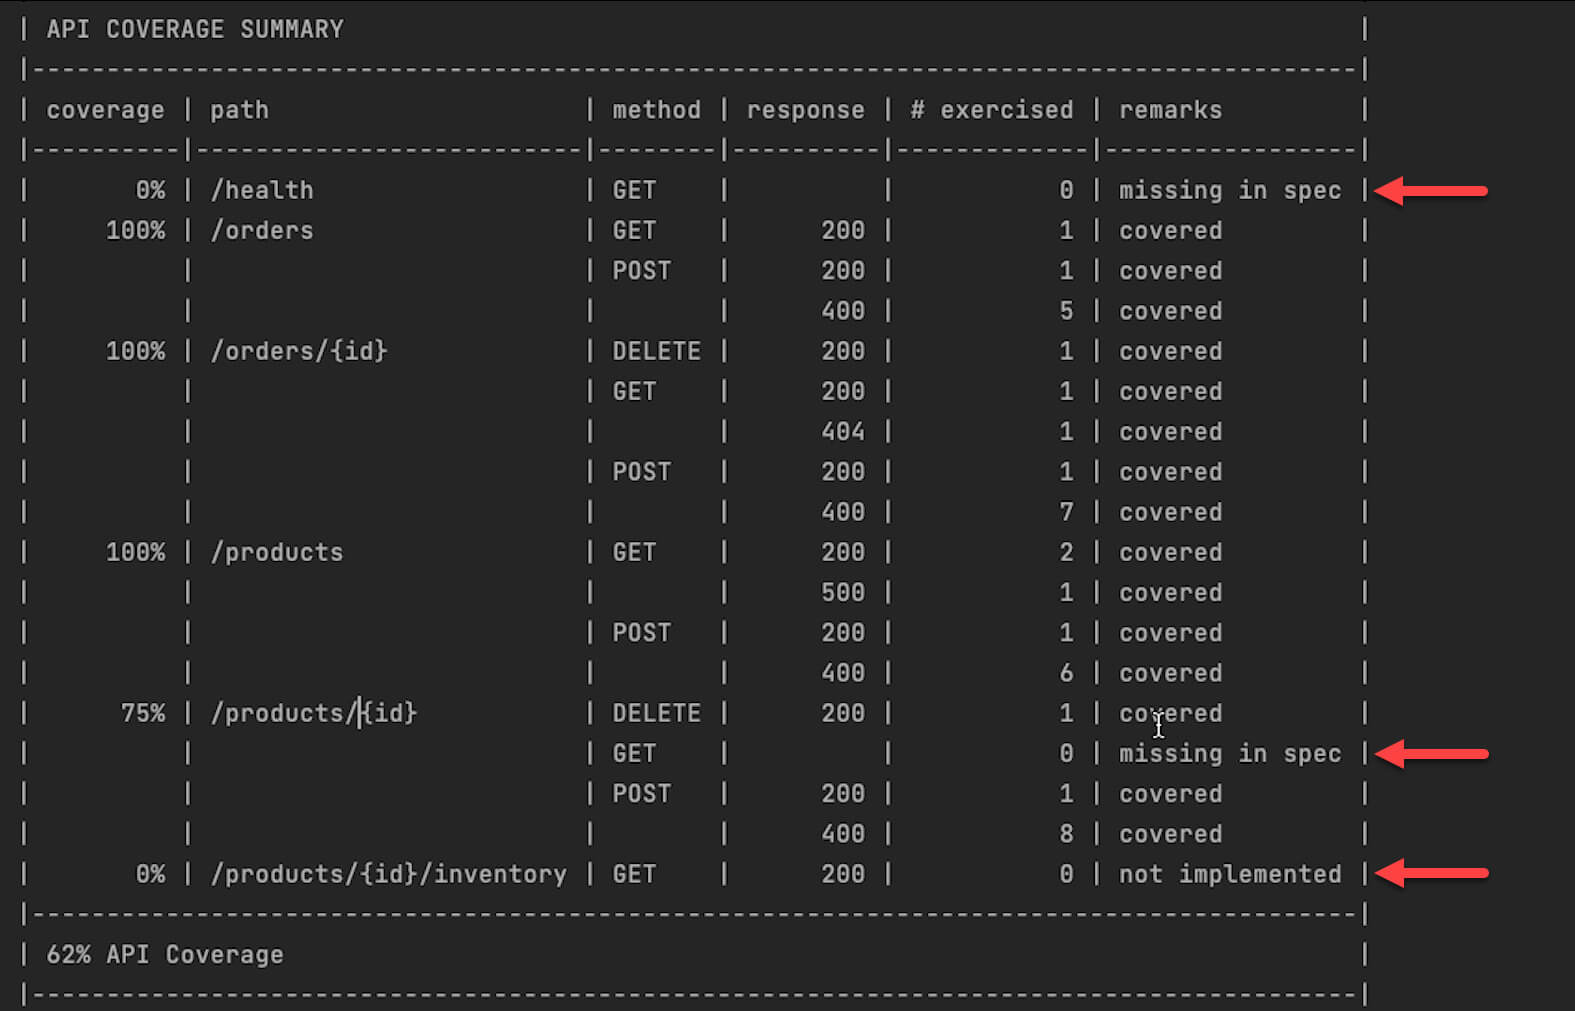 | API COVERAGE SUMMARY |
|-----------------------------------------------------------------------------------------|
| coverage | path | method | response | # exercised | remarks |
|----------|--------------------------|--------|----------|-------------|-----------------|
| 0% | /health | GET | | 0 | missing in spec |
| 100% | /orders | GET | 200 | 1 | covered |
| | | POST | 200 | 1 | covered |
| | | | 400 | 5 | covered |
| 100% | /orders/{id} | DELETE | 200 | 1 | covered |
| | | GET | 200 | 1 | covered |
| | | | 404 | 1 | covered |
| | | POST | 200 | 1 | covered |
| | | | 400 | 7 | covered |
| 100% | /products | GET | 200 | 2 | covered |
| | | | 500 | 1 | covered |
| | | POST | 200 | 1 | covered |
| | | | 400 | 6 | covered |
| 75% | /products/{id} | DELETE | 200 | 1 | covered |
| | | GET | | 0 | missing in spec |
| | | POST | 200 | 1 | covered |
| | | | 400 | 8 | covered |
| 0% | /products/{id}/inventory | GET | 200 | 0 | not implemented |
|-----------------------------------------------------------------------------------------|
| 62% API Coverage |
|-----------------------------------------------------------------------------------------|